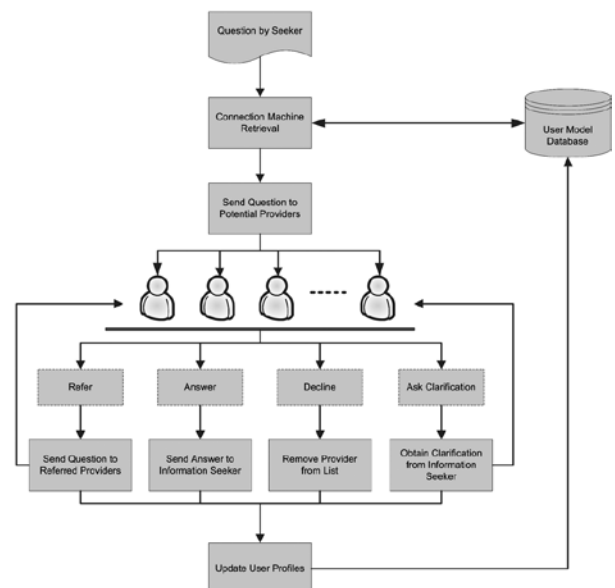 Question by Seeker
Connection Machine
Retrieval
User Model
Database
Send Question to
Potential Providers
Refer
Answer
Decline
Ask Clarification
Send Question to
Referred Providers
Send Answer to
Information Seeker
Remove Provider
from List
Obtain Clarification
from Information
Seeker
Update User Profiles